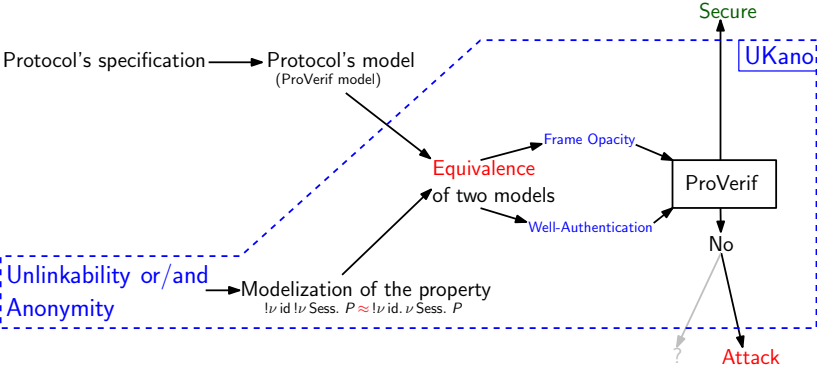 Secure
UKano
Protocol's specification
Protocol's model
(ProVerif model)
Frame Opacity
Equivalence
of two models
ProVerif
Well-Authentication
No
Unlinkability or/and
Anonymity
Modelization of the property
!ν id !ν Sess. P ≈ !ν id. ν Sess. P
?
Attack